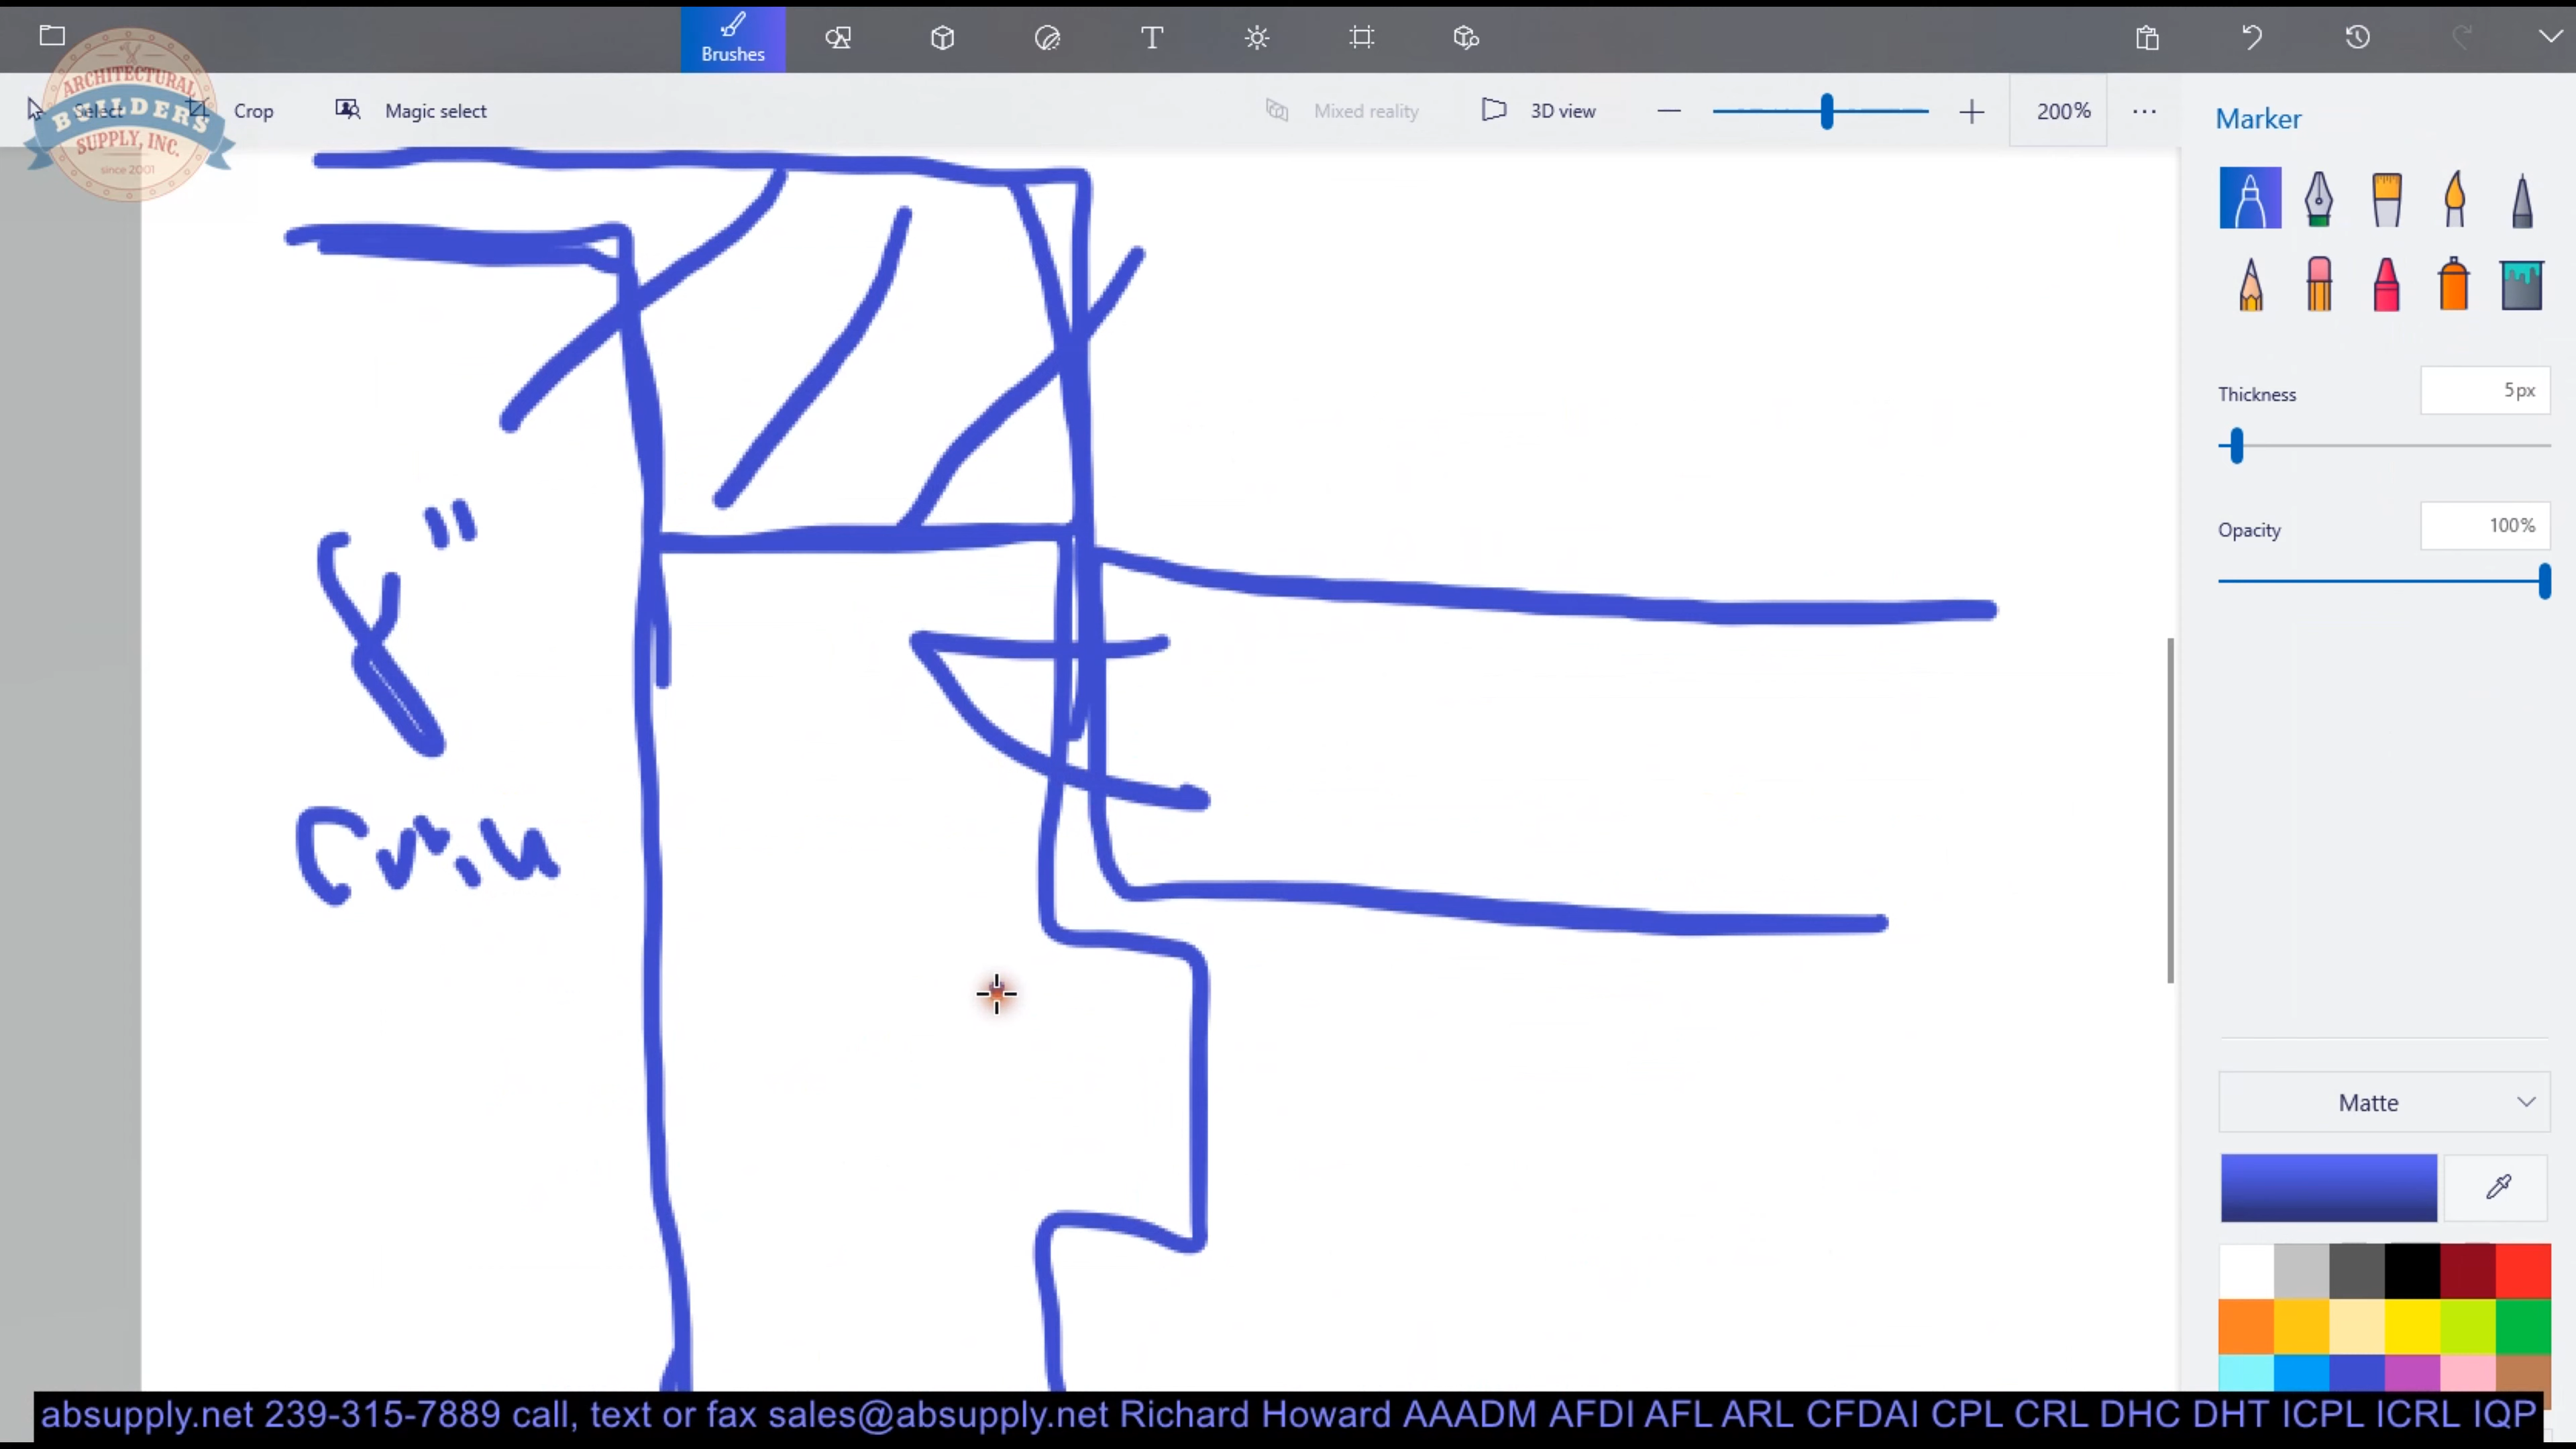 Brushes
ARCHITECTURAL
BUILDERS
SUPPLY, INC.
since 2001
Select
Crop
Magic select
Mixed reality
3D view
200%
Marker
Thickness
5px
Opacity
100%
8"
Matte
absupply.net 239-315-7889 call, text or fax sales@absupply.net Richard Howard AAADM AFDI AFL ARL CFDAI CPL CRL DHC DHT ICPL ICRL IQP